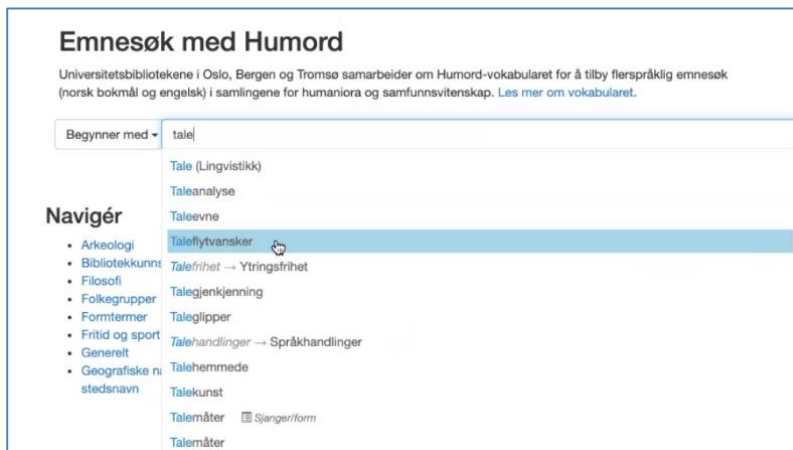 Emnesøk med Humord
Universitetsbibliotekene i Oslo, Bergen og Tromsø samarbeider om Humord-vokabularet for å tilby flerspråklig emnesøk
(norsk bokmål og engelsk) i samlingene for humaniora og samfunnsvitenskap. Les mer om vokabularet.
Begynner med tale
Tale (Lingvistikk)
Taleanalyse
Taleevne
Taleflytvansker
Talefrihet → Ytringsfrihet
Talegjenkjenning
Taleglipper
Talehandlinger → Språkhandlinger
Talehemmede
Talekunst
Talemåter Sjanger/form
Talemåter
Navigér
Arkeologi
Filosofi
Folkegrupper
Formtermer
Fritid og sport
Generelt
Geografiske
stedsnavn